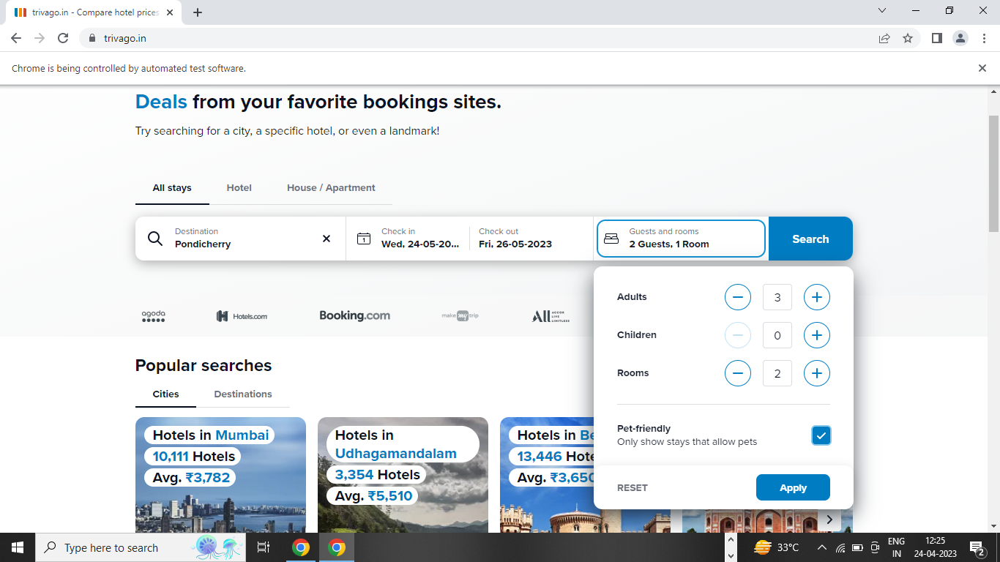 trivago.in - Compare hotel prices
trivago.in
Chrome is being controlled by automated test software.
Deals from your favorite bookings sites.
Try searching for a city, a specific hotel, or even a landmark!
All stays
Hotel
House / Apartment
Destination
Pondicherry
Check in
Wed, 24-05-20...
Check out
Fri, 26-05-2023
Guests and rooms
2 Guests, 1 Room
Search
Adults
3
Children
0
Rooms
2
Pet-friendly
Only show stays that allow pets
RESET
Apply
agoda
Hotels.com
Booking.com
make my trip
ALL ACCOR LIVE LIMITLESS
Popular searches
Cities
Destinations
Hotels in Mumbai
10,111 Hotels
Avg. ₹3,782
Hotels in
Udhagamandalam
3,354 Hotels
Avg. ₹5,510
Hotels in Be
13,446 Hote
Avg. ₹3,650
Type here to search
33°C
ENG
IN
12:25
24-04-2023
2